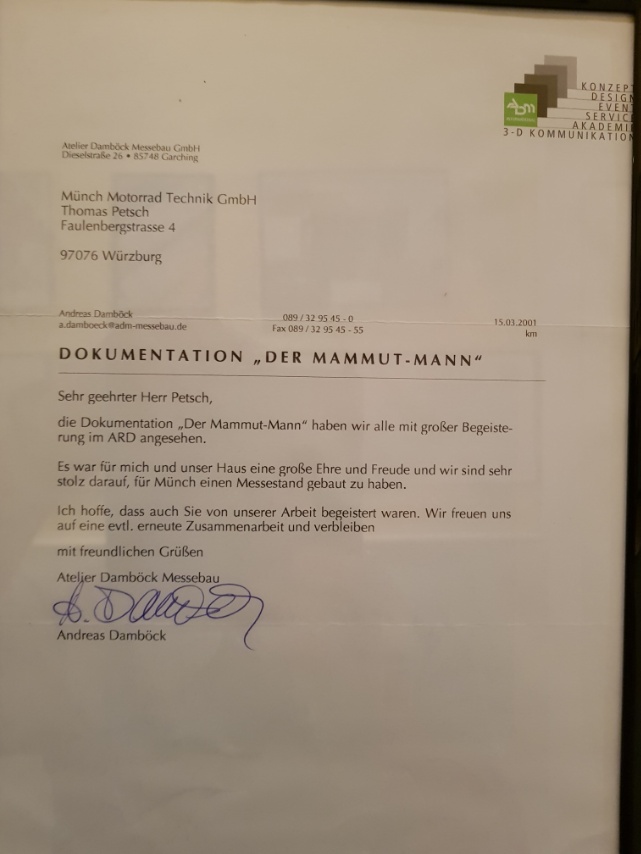 KONZEPT
DESIGN
EVENT
SERVICE
AKADEMIE
3-D KOMMUNIKATION
Atelier Damböck Messebau GmbH
Dieselstraße 26 • 85748 Garching
Münch Motorrad Technik GmbH
Thomas Petsch
Faulenbergstrasse 4
97076 Würzburg
Andreas Damböck
a.damboeck@adm-messebau.de
089 / 32 95 45 - 0
Fax 089 / 32 95 45 - 55
15.03.2001
km
DOKUMENTATION „DER MAMMUT-MANN“
Sehr geehrter Herr Petsch,
die Dokumentation „Der Mammut-Mann“ haben wir alle mit großer Begeiste-
rung im ARD angesehen.
Es war für mich und unser Haus eine große Ehre und Freude und wir sind sehr
stolz darauf, für Münch einen Messestand gebaut zu haben.
Ich hoffe, dass auch Sie von unserer Arbeit begeistert waren. Wir freuen uns
auf eine evtl. erneute Zusammenarbeit und verbleiben
mit freundlichen Grüßen
Atelier Damböck Messebau
Andreas Damböck